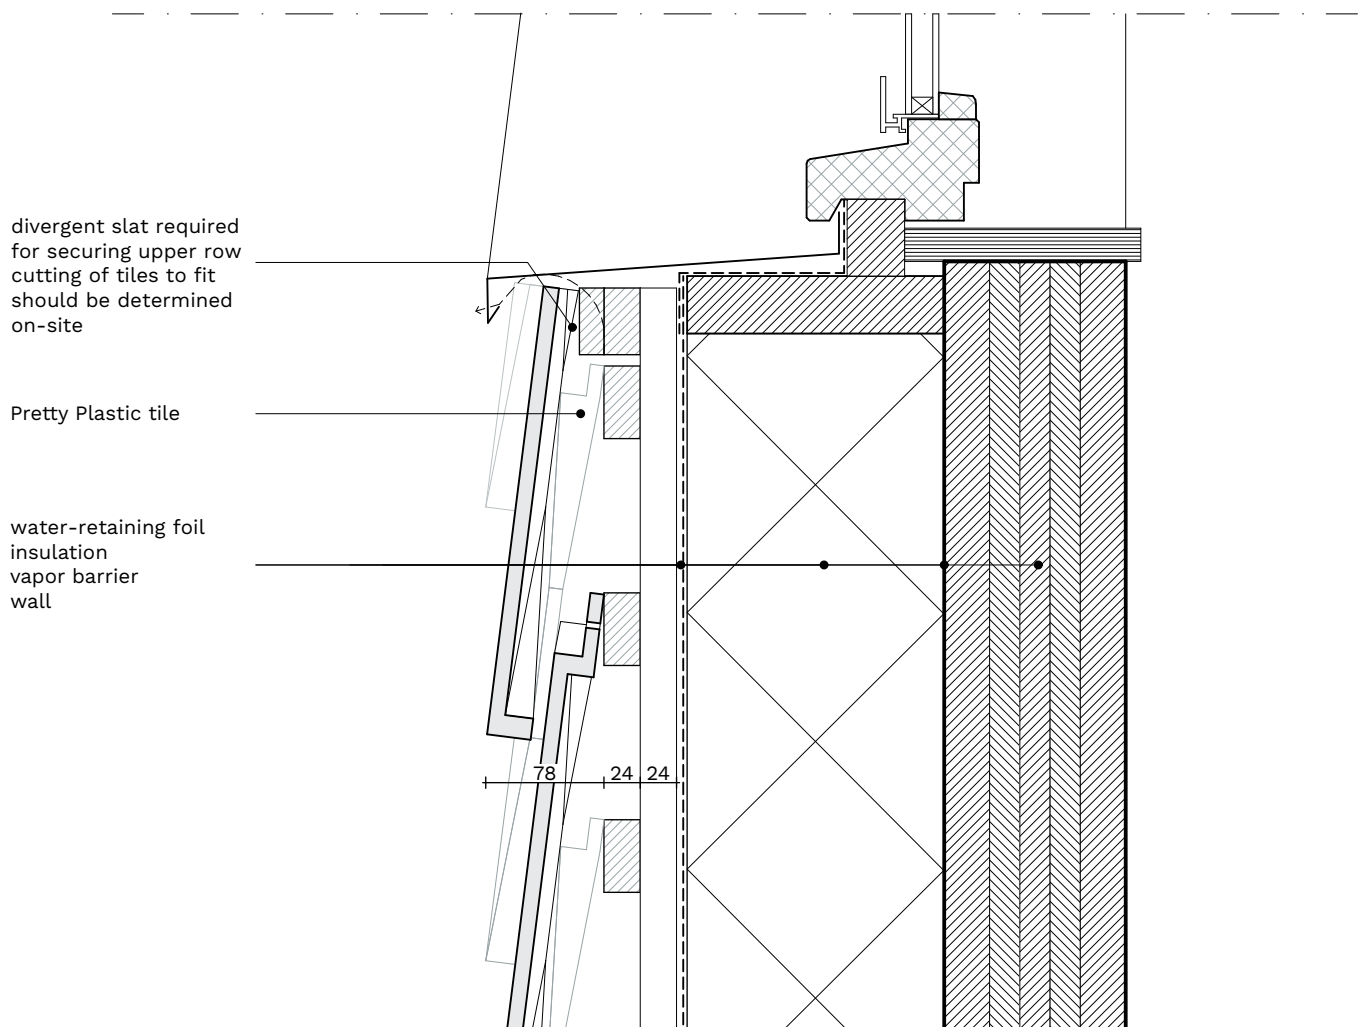 divergent slat required
for securing upper row
cutting of tiles to fit
should be determined
on-site
Pretty Plastic tile
water-retaining foil
insulation
vapor barrier
wall
78 24 24